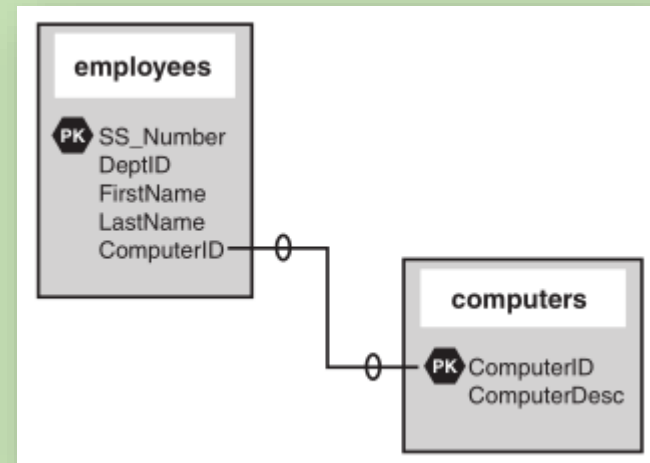 employees
PK SS_Number
DeptID
FirstName
LastName
ComputerID
computers
PK ComputerID
ComputerDesc